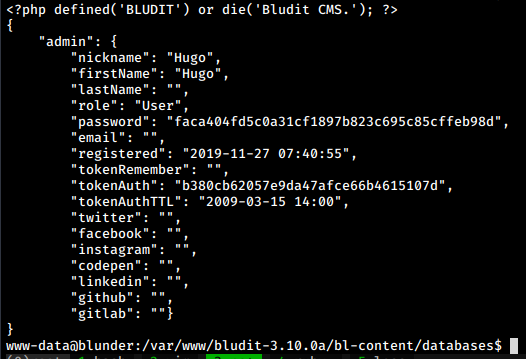 <?php defined('BLUDIT') or die('Bludit CMS.'); ?>
{
    "admin": {
        "nickname": "Hugo",
        "firstName": "Hugo",
        "lastName": "",
        "role": "User",
        "password": "faca404fd5c0a31cf1897b823c695c85cffeb98d",
        "email": "",
        "registered": "2019-11-27 07:40:55",
        "tokenRemember": "",
        "tokenAuth": "b380cb62057e9da47afce66b4615107d",
        "tokenAuthTTL": "2009-03-15 14:00",
        "twitter": "",
        "facebook": "",
        "instagram": "",
        "codepen": "",
        "linkedin": "",
        "github": "",
        "gitlab": ""}
}
www-data@blunder:/var/www/bludit-3.10.0a/bl-content/databases$